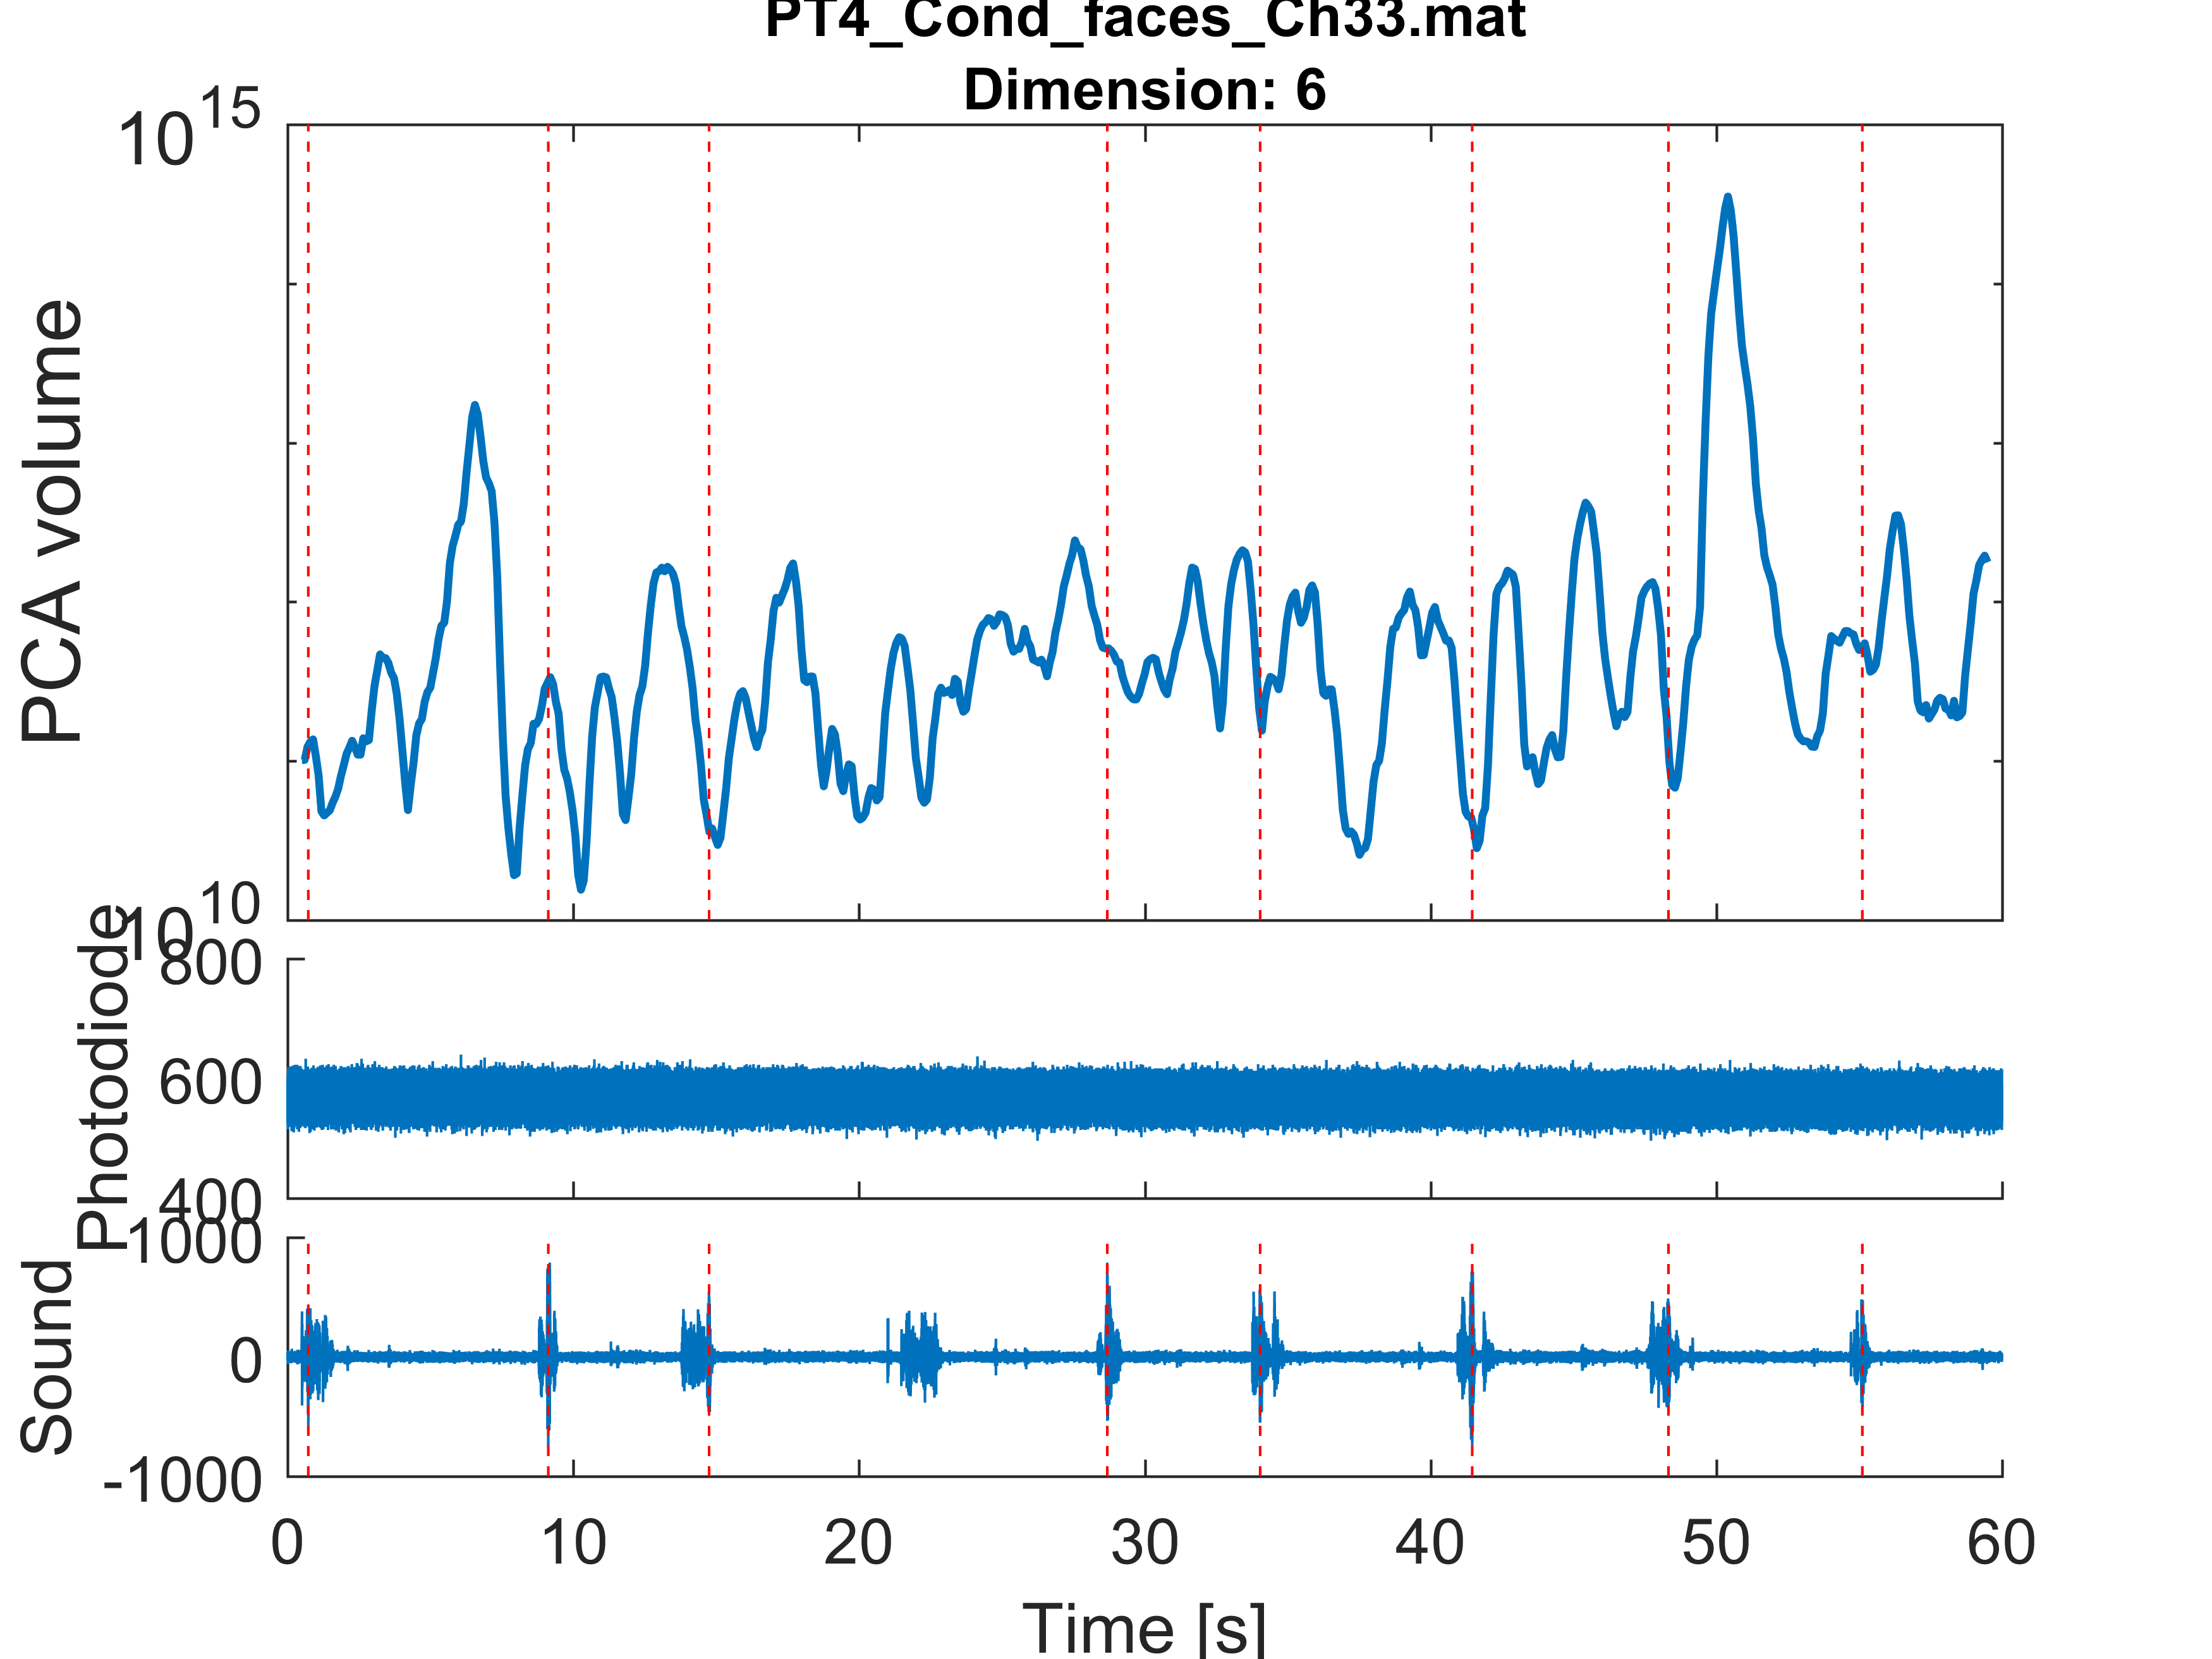 PT4_Cond_faces_Ch33.mat
Dimension: 6
10^15
PCA volume
10^10
Photodiode
800
600
400
Sound
1000
0
-1000
0 10 20 30 40 50 60
Time [s]